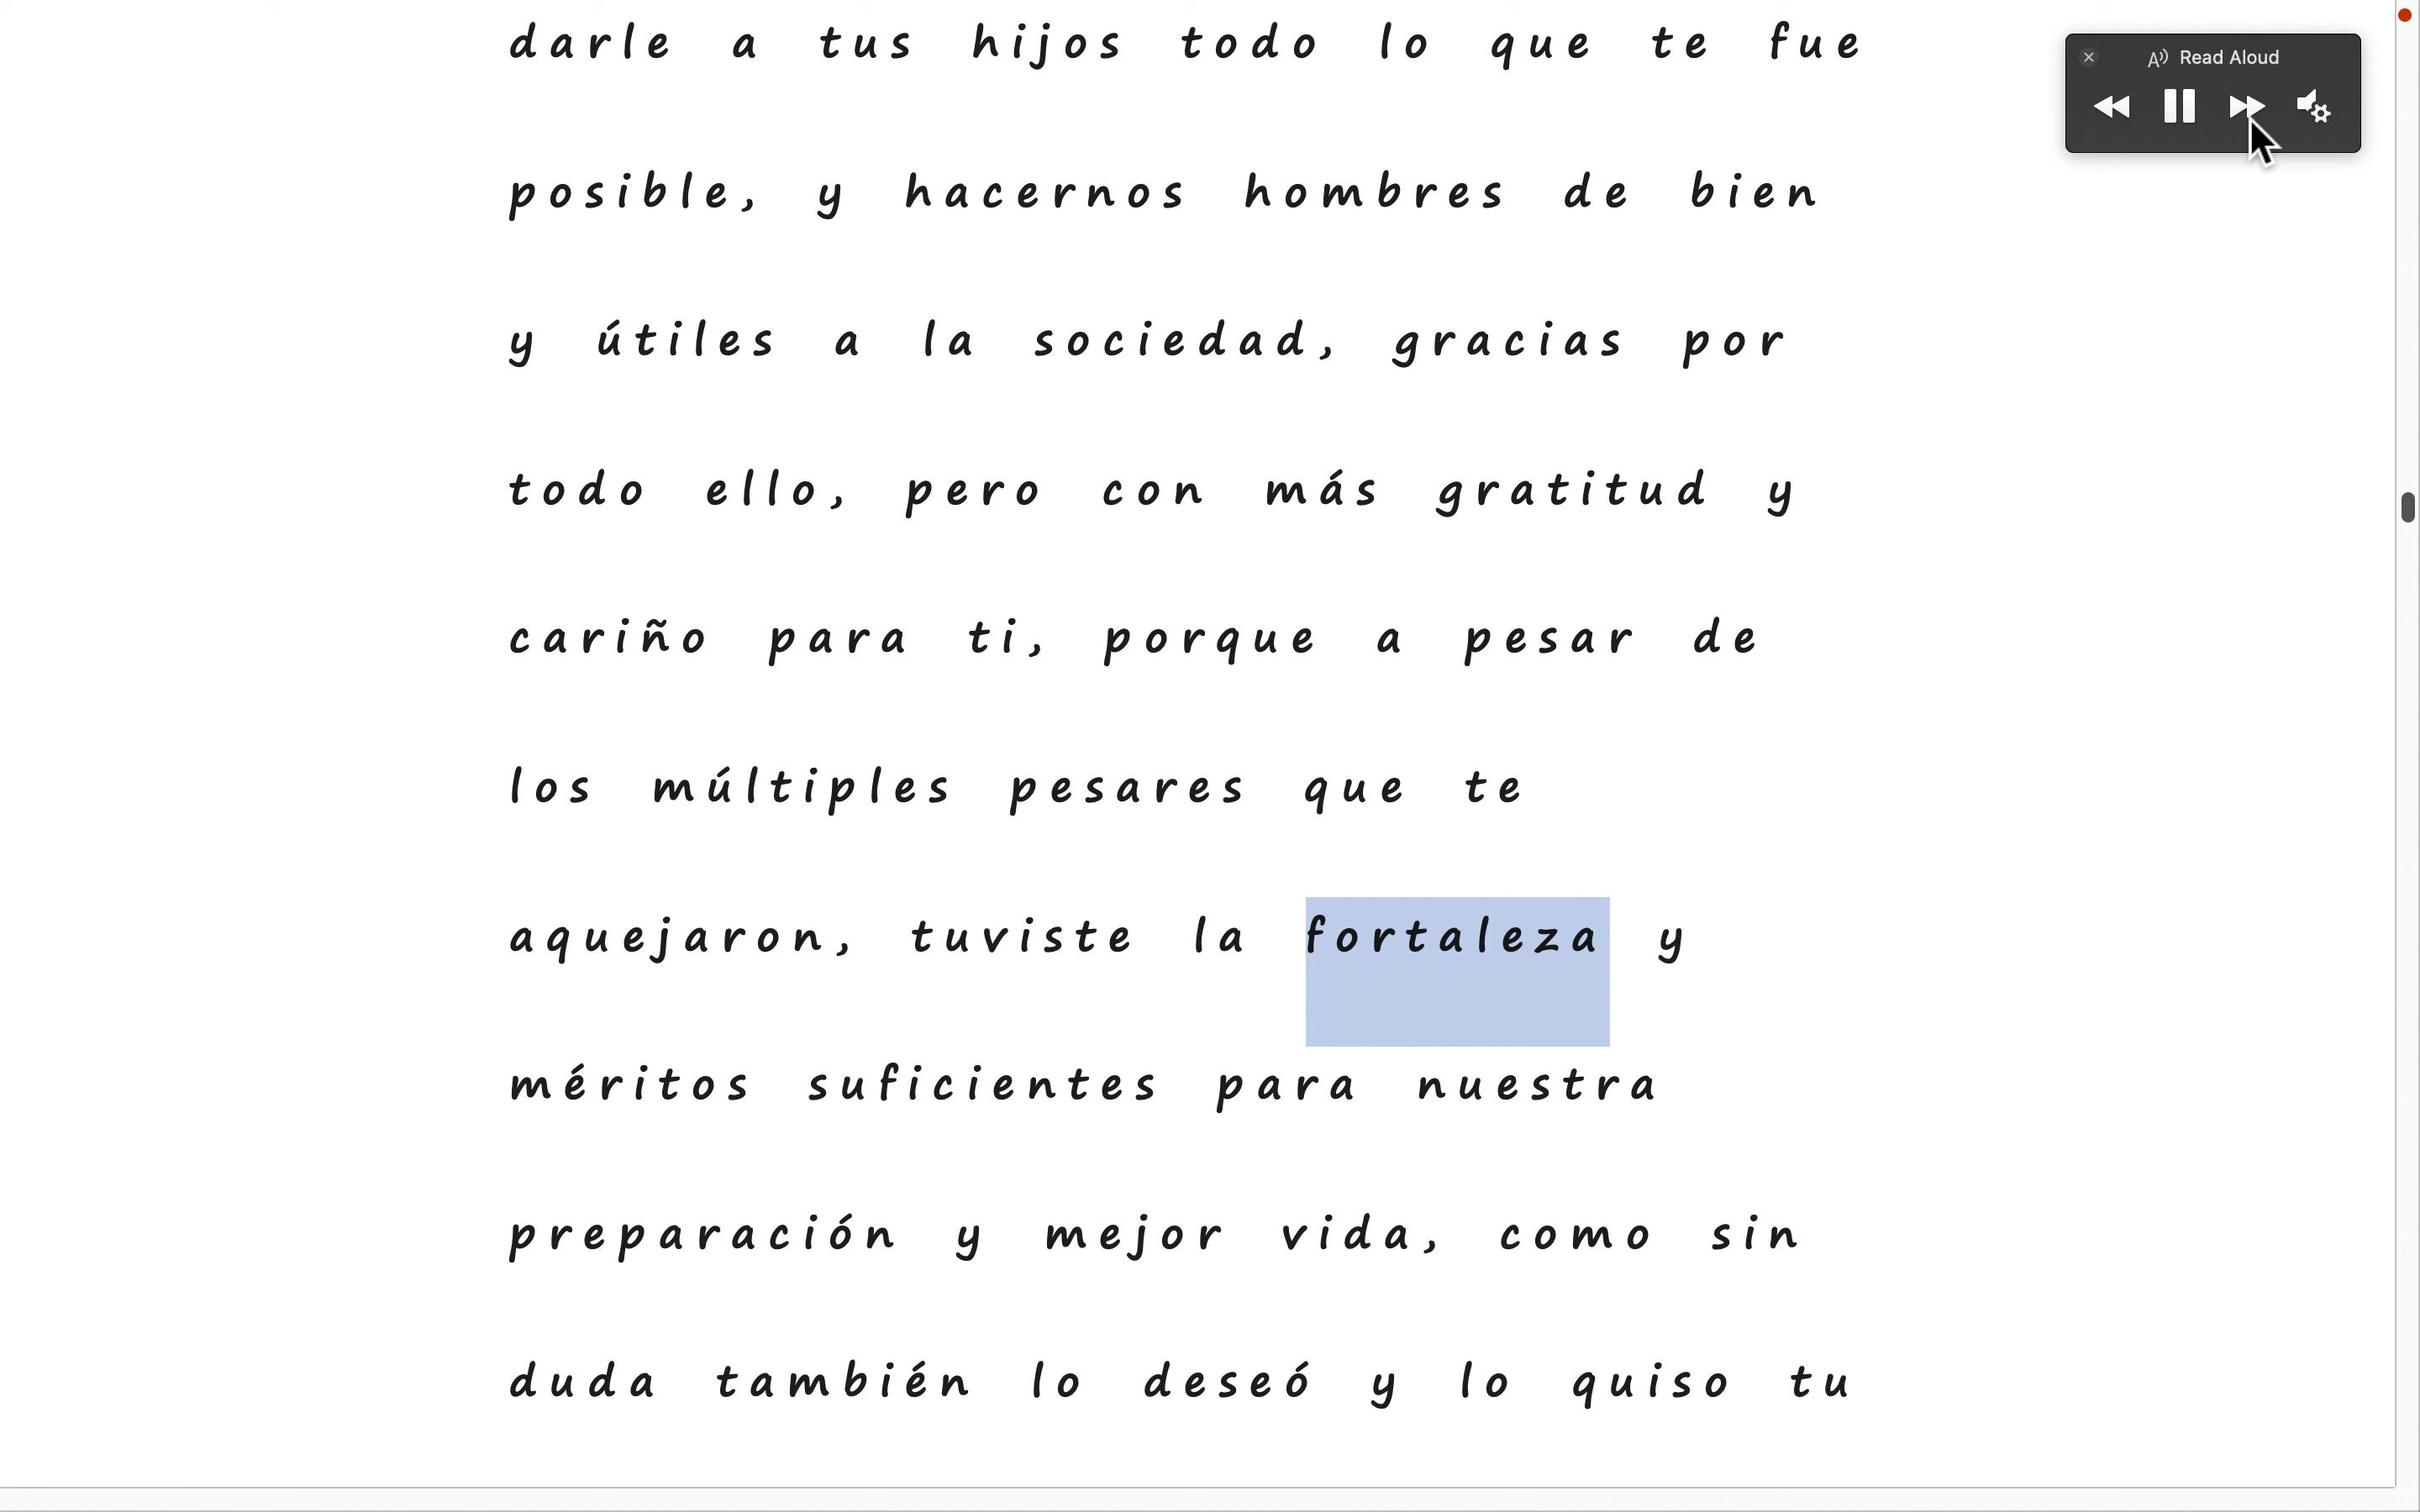 darle a tus hijos todo lo que te fue
Read Aloud
posible, y hacernos hombres de bien
y útiles a la sociedad, gracias por
todo ello, pero con más gratitud y
cariño para ti, porque a pesar de
los múltiples pesares que te
aquejaron, tuviste la fortaleza y
méritos suficientes para nuestra
preparación y mejor vida, como sin
duda también lo deseó y lo quiso tu